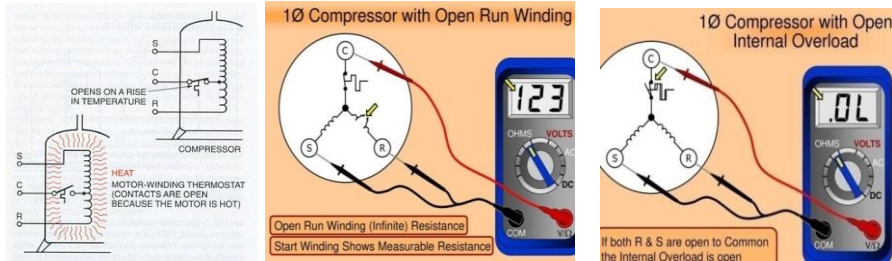 S
C
OPENS ON A RISE
IN TEMPERATURE
R
COMPRESSOR
HEAT
S
C
MOTOR-WINDING THERMOSTAT
(CONTACTS ARE OPEN
BECAUSE THE MOTOR IS HOT)
R
1Ø Compressor with Open Run Winding
C
S
R
123
OHMS
VOLTS
AC
DC
COM
V/Ω
Open Run Winding (Infinite) Resistance
Start Winding Shows Measurable Resistance
1Ø Compressor with Open
Internal Overload
C
S
R
.OL
OHMS
VOLTS
AC
DC
COM
V/Ω
If both R & S are open to Common
the Internal Overload is open